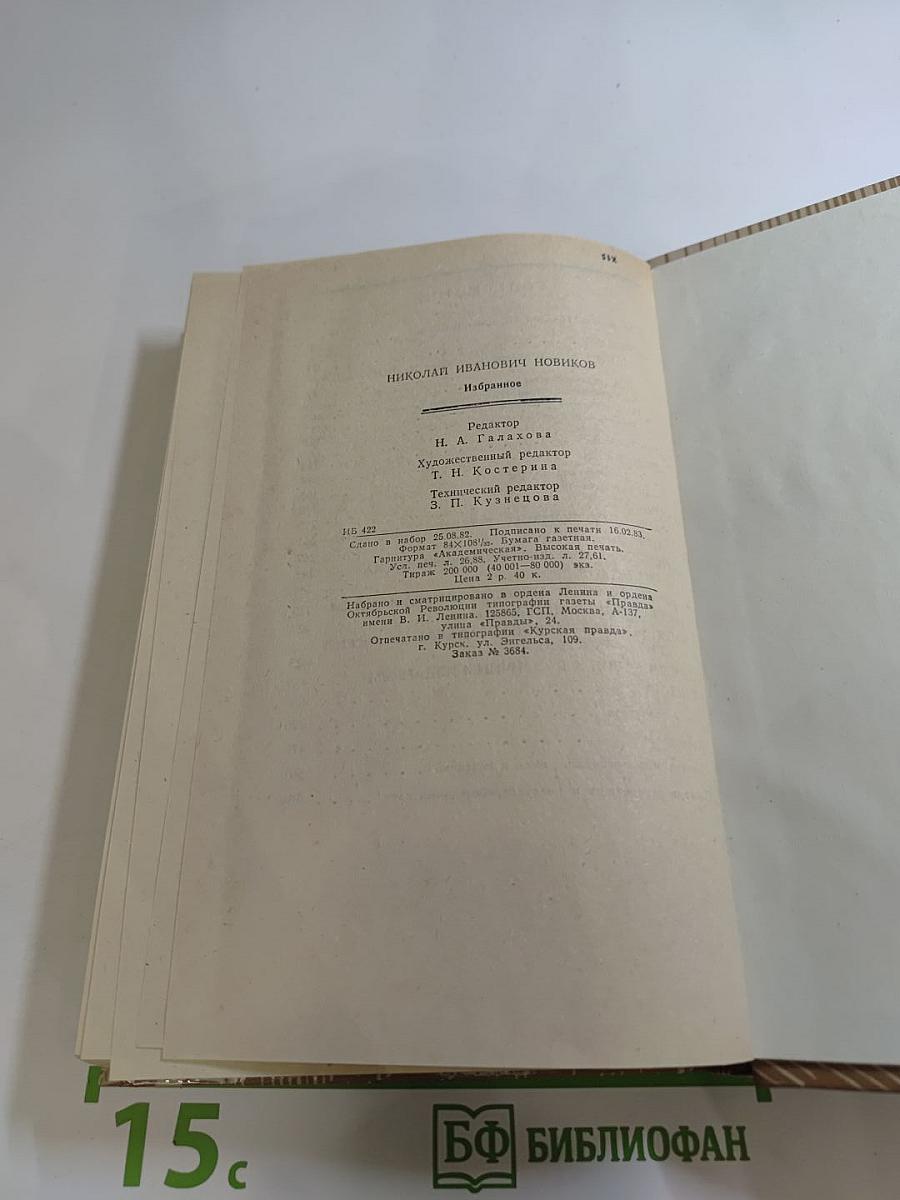 НИКОЛАЙ ИВАНОВИЧ НОВИКОВ
Избранное
Редактор
Н. А. Галахова
Художественный редактор
Т. Н. Костерина
Технический редактор
З. П. Кузнецова
ИБ 422
Сдано в набор 25.08.82. Подписано к печати 16.02.83.
Формат 84×108¹/₃₂. Бумага газетная.
Гарнитура «Академическая». Высокая печать.
Усл. печ. л. 26,88. Учетно-изд. л. 27,61.
Тираж 200 000 (40 001—80 000) экз.
Цена 2 р. 40 к.
Набрано и сматрицировано в ордена Ленина и ордена
Октябрьской Революции типографии газеты «Правда»
имени В. И. Ленина. 125865, ГСП, Москва, А-137,
улица «Правды», 24.
Отпечатано в типографии «Курская правда»,
г. Курск, ул. Энгельса, 109.
Заказ № 3684.
15 с
БФ БИБЛИОФАН